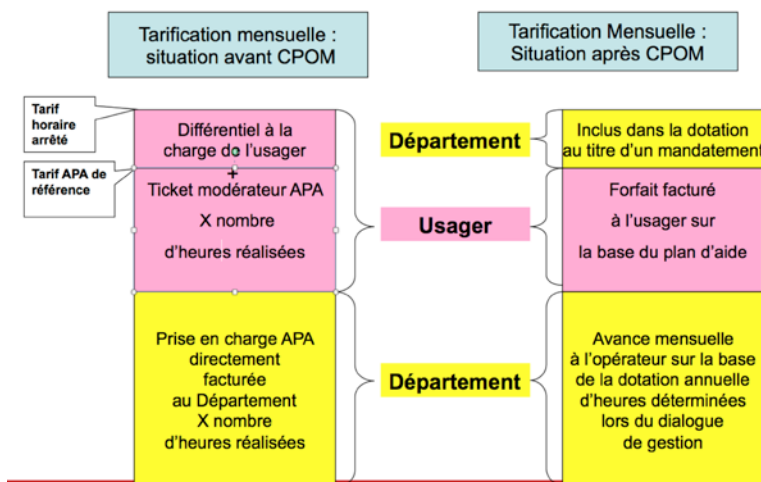 Tarification mensuelle :
situation avant CPOM
Tarification Mensuelle :
Situation après CPOM
Tarif
horaire
arrêté
Différentiel à la
charge de l'usager
Département
Inclus dans la dotation
au titre d'un mandatement
Tarif APA de
référence
Ticket modérateur APA
X nombre
d'heures réalisées
Usager
Forfait facturé
à l'usager sur
la base du plan d'aide
Prise en charge APA
directement
facturée
au Département
X nombre
d'heures réalisées
Département
Avance mensuelle
à l'opérateur sur la base
de la dotation annuelle
d'heures déterminées
lors du dialogue
de gestion